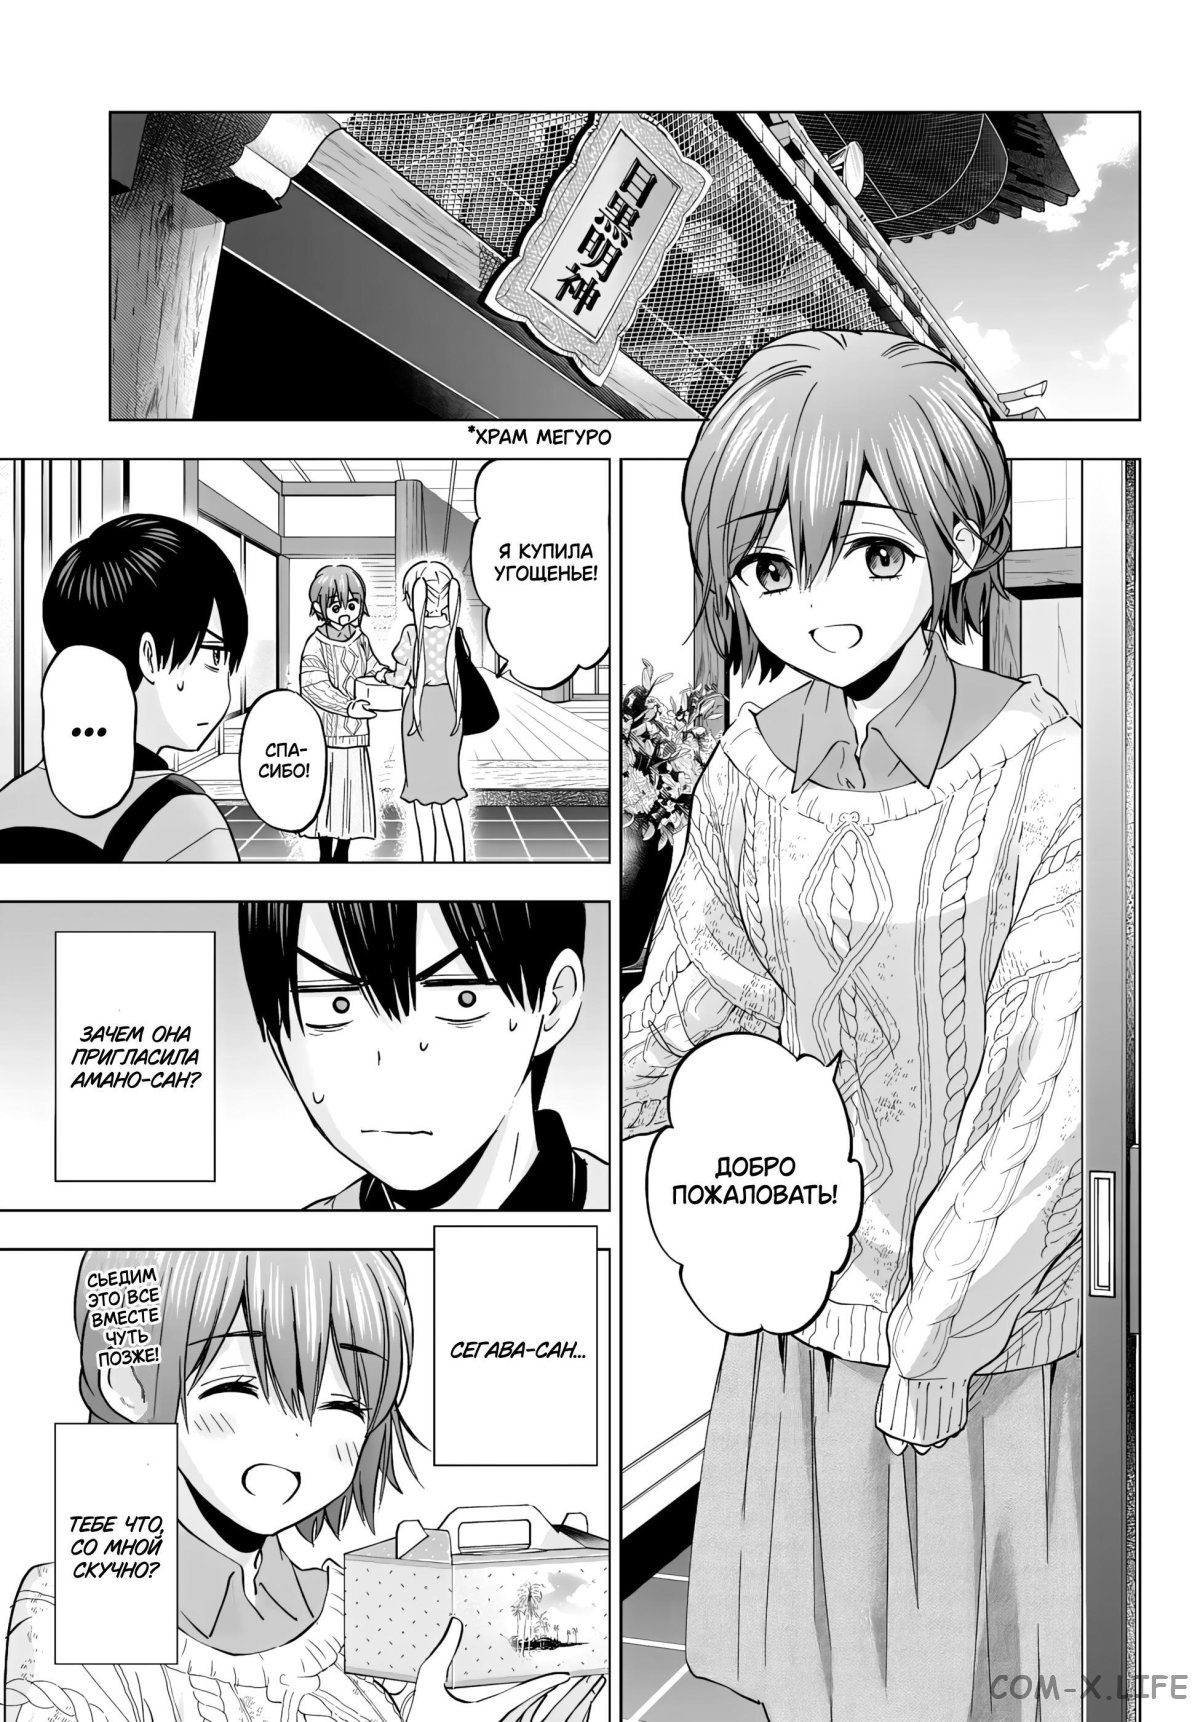 目黒明神
*ХРАМ МЕГУРО
ДОБРО
ПОЖАЛОВАТЬ!
Я КУПИЛА
УГОЩЕНЬЕ!
СПА-
СИБО!
...
ЗАЧЕМ ОНА
ПРИГЛАСИЛА
АМАНО-САН?
СЕГАВА-САН...
СЬЕДИМ
ЭТО ВСЕ
ВМЕСТЕ
ЧУТЬ
ПОЗЖЕ!
ТЕБЕ ЧТО,
СО МНОЙ
СКУЧНО?
COM-X.LIFE